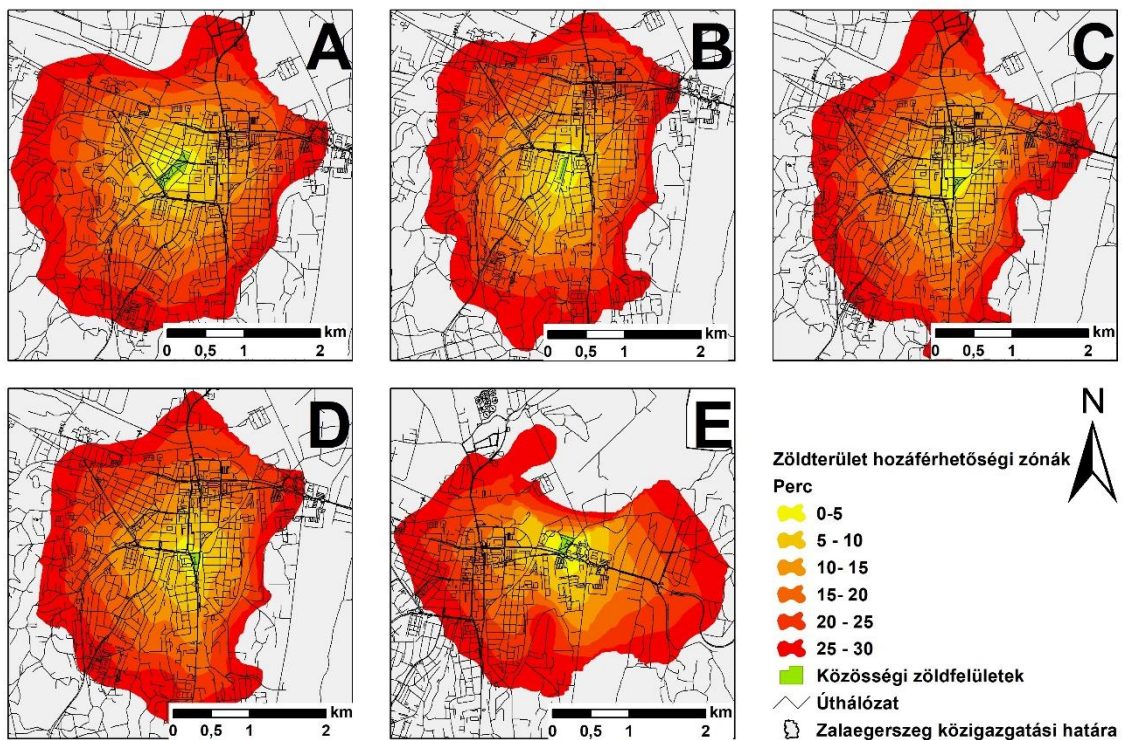 A
km
0 0,5 1 2
B
km
0 0,5 1 2
C
km
0 0,5 1 2
D
km
0 0,5 1 2
E
km
0 0,5 1 2
N
Zöldterület hozáférhetőségi zónák
Perc
0-5
5 - 10
10- 15
15- 20
20 - 25
25 - 30
Közösségi zöldfelületek
Úthálózat
Zalaegerszeg közigazgatási határa